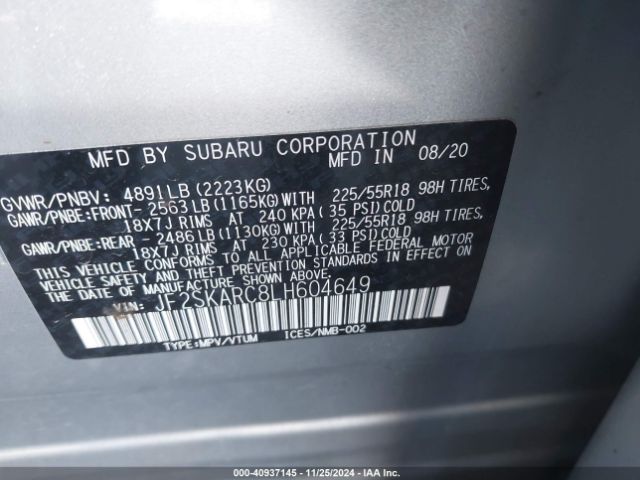 MFD BY SUBARU CORPORATION
MFD IN 08/20
GVWR/PNBV: 4891LB(2223KG)
GAWR/PNBE:FRONT- 2563LB(1165KG)WITH 225/55R18 98H TIRES,
18X7J RIMS AT 240 KPA( 35 PSI)COLD
GAWR/PNBE:REAR - 2486LB(1130KG)WITH 225/55R18 98H TIRES,
18X7J RIMS AT 230 KPA( 33 PSI)COLD
THIS VEHICLE CONFORMS TO ALL APPLICABLE FEDERAL MOTOR
VEHICLE SAFETY AND THEFT PREVENTION STANDARDS IN EFFECT ON
THE DATE OF MANUFACTURE SHOWN ABOVE.
VIN: JF2SKARC8LH604649
TYPE:MPV/VTUM ICES/NMB-002
000-40937145 - 11/25/2024 - IAA Inc.